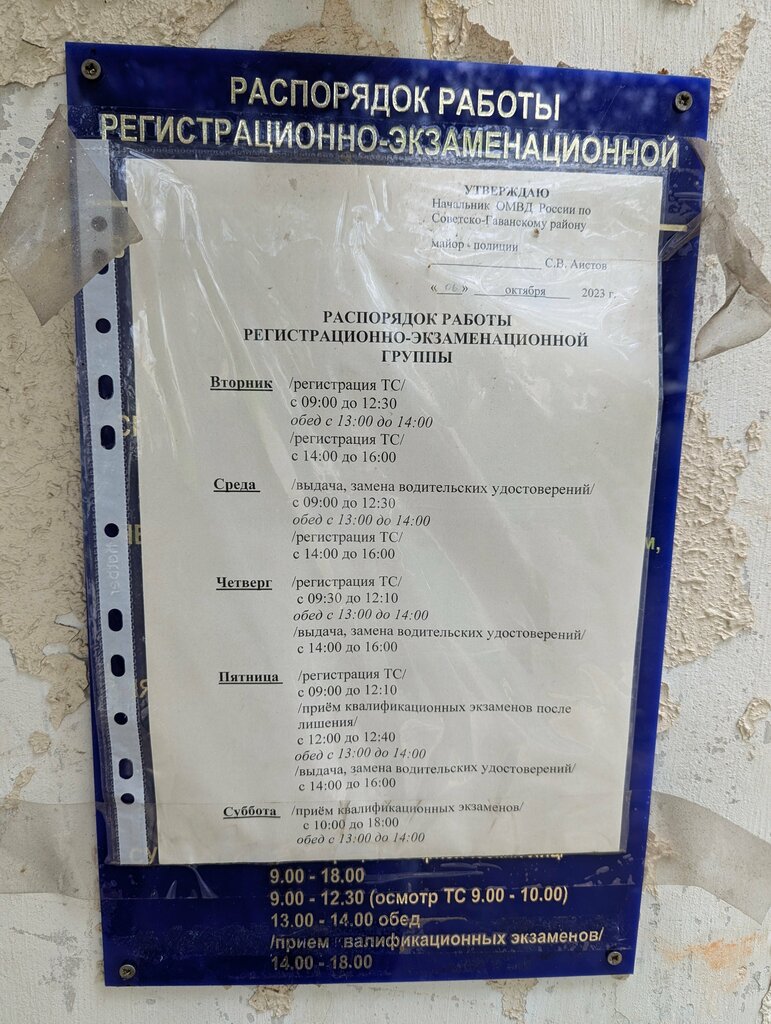 РАСПОРЯДОК РАБОТЫ
РЕГИСТРАЦИОННО-ЭКЗАМЕНАЦИОННОЙ
УТВЕРЖДАЮ
Начальник ОМВД России по
Советско-Гаванскому району
майор полиции
С.В. Аистов
« 06 » октября 2023 г.
РАСПОРЯДОК РАБОТЫ
РЕГИСТРАЦИОННО-ЭКЗАМЕНАЦИОННОЙ
ГРУППЫ
Вторник /регистрация ТС/
с 09:00 до 12:30
обед с 13:00 до 14:00
/регистрация ТС/
с 14:00 до 16:00
Среда /выдача, замена водительских удостоверений/
с 09:00 до 12:30
обед с 13:00 до 14:00
/регистрация ТС/
с 14:00 до 16:00
Четверг /регистрация ТС/
с 09:30 до 12:10
обед с 13:00 до 14:00
/выдача, замена водительских удостоверений/
с 14:00 до 16:00
Пятница /регистрация ТС/
с 09:00 до 12:10
/приём квалификационных экзаменов после
лишения/
с 12:00 до 12:40
обед с 13:00 до 14:00
/выдача, замена водительских удостоверений/
с 14:00 до 16:00
Суббота /приём квалификационных экзаменов/
с 10:00 до 18:00
обед с 13:00 до 14:00
9.00 - 18.00
9.00 - 12.30 (осмотр ТС 9.00 - 10.00)
13.00 - 14.00 обед
/прием валификационных экзаменов/
14.00 - 18.00